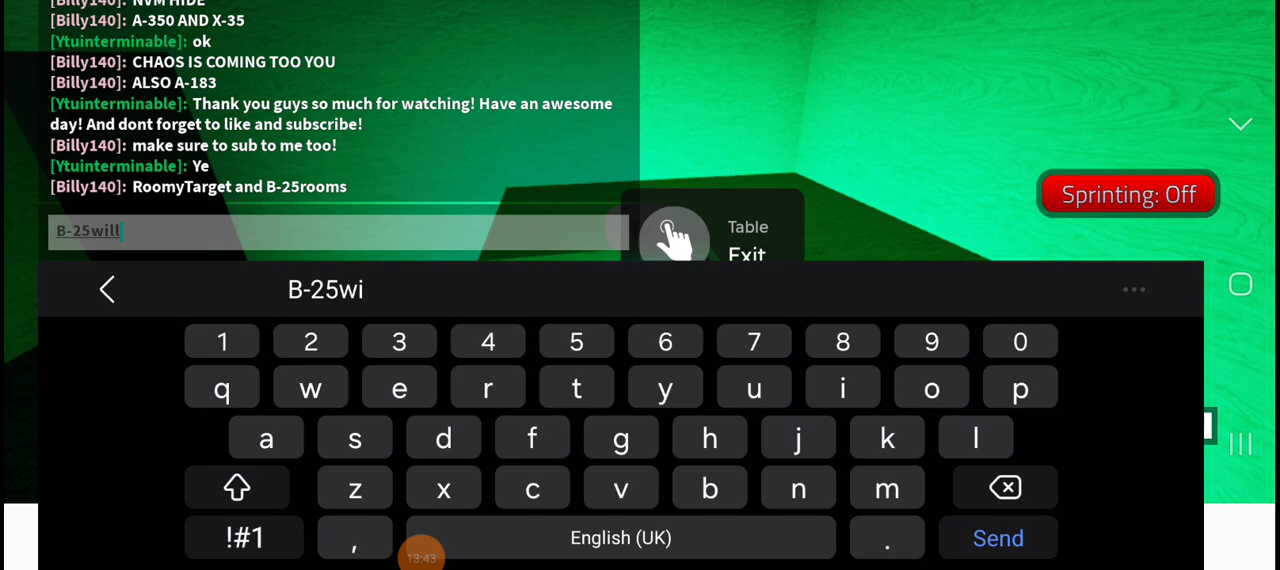 [Billy140]: NVM HIDE
[Billy140]: A-350 AND X-35
[Ytuinterminable]: ok
[Billy140]: CHAOS IS COMING TOO YOU
[Billy140]: ALSO A-183
[Ytuinterminable]: Thank you guys so much for watching! Have an awesome
day! And dont forget to like and subscribe!
[Billy140]: make sure to sub to me too!
[Ytuinterminable]: Ye
[Billy140]: RoomyTarget and B-25rooms
Sprinting: Off
B-25will
Table
Exit
B-25wi
1 2 3 4 5 6 7 8 9 0
q w e r t y u i o p
a s d f g h j k l
z x c v b n m
!#1 , English (UK) . Send
13:43